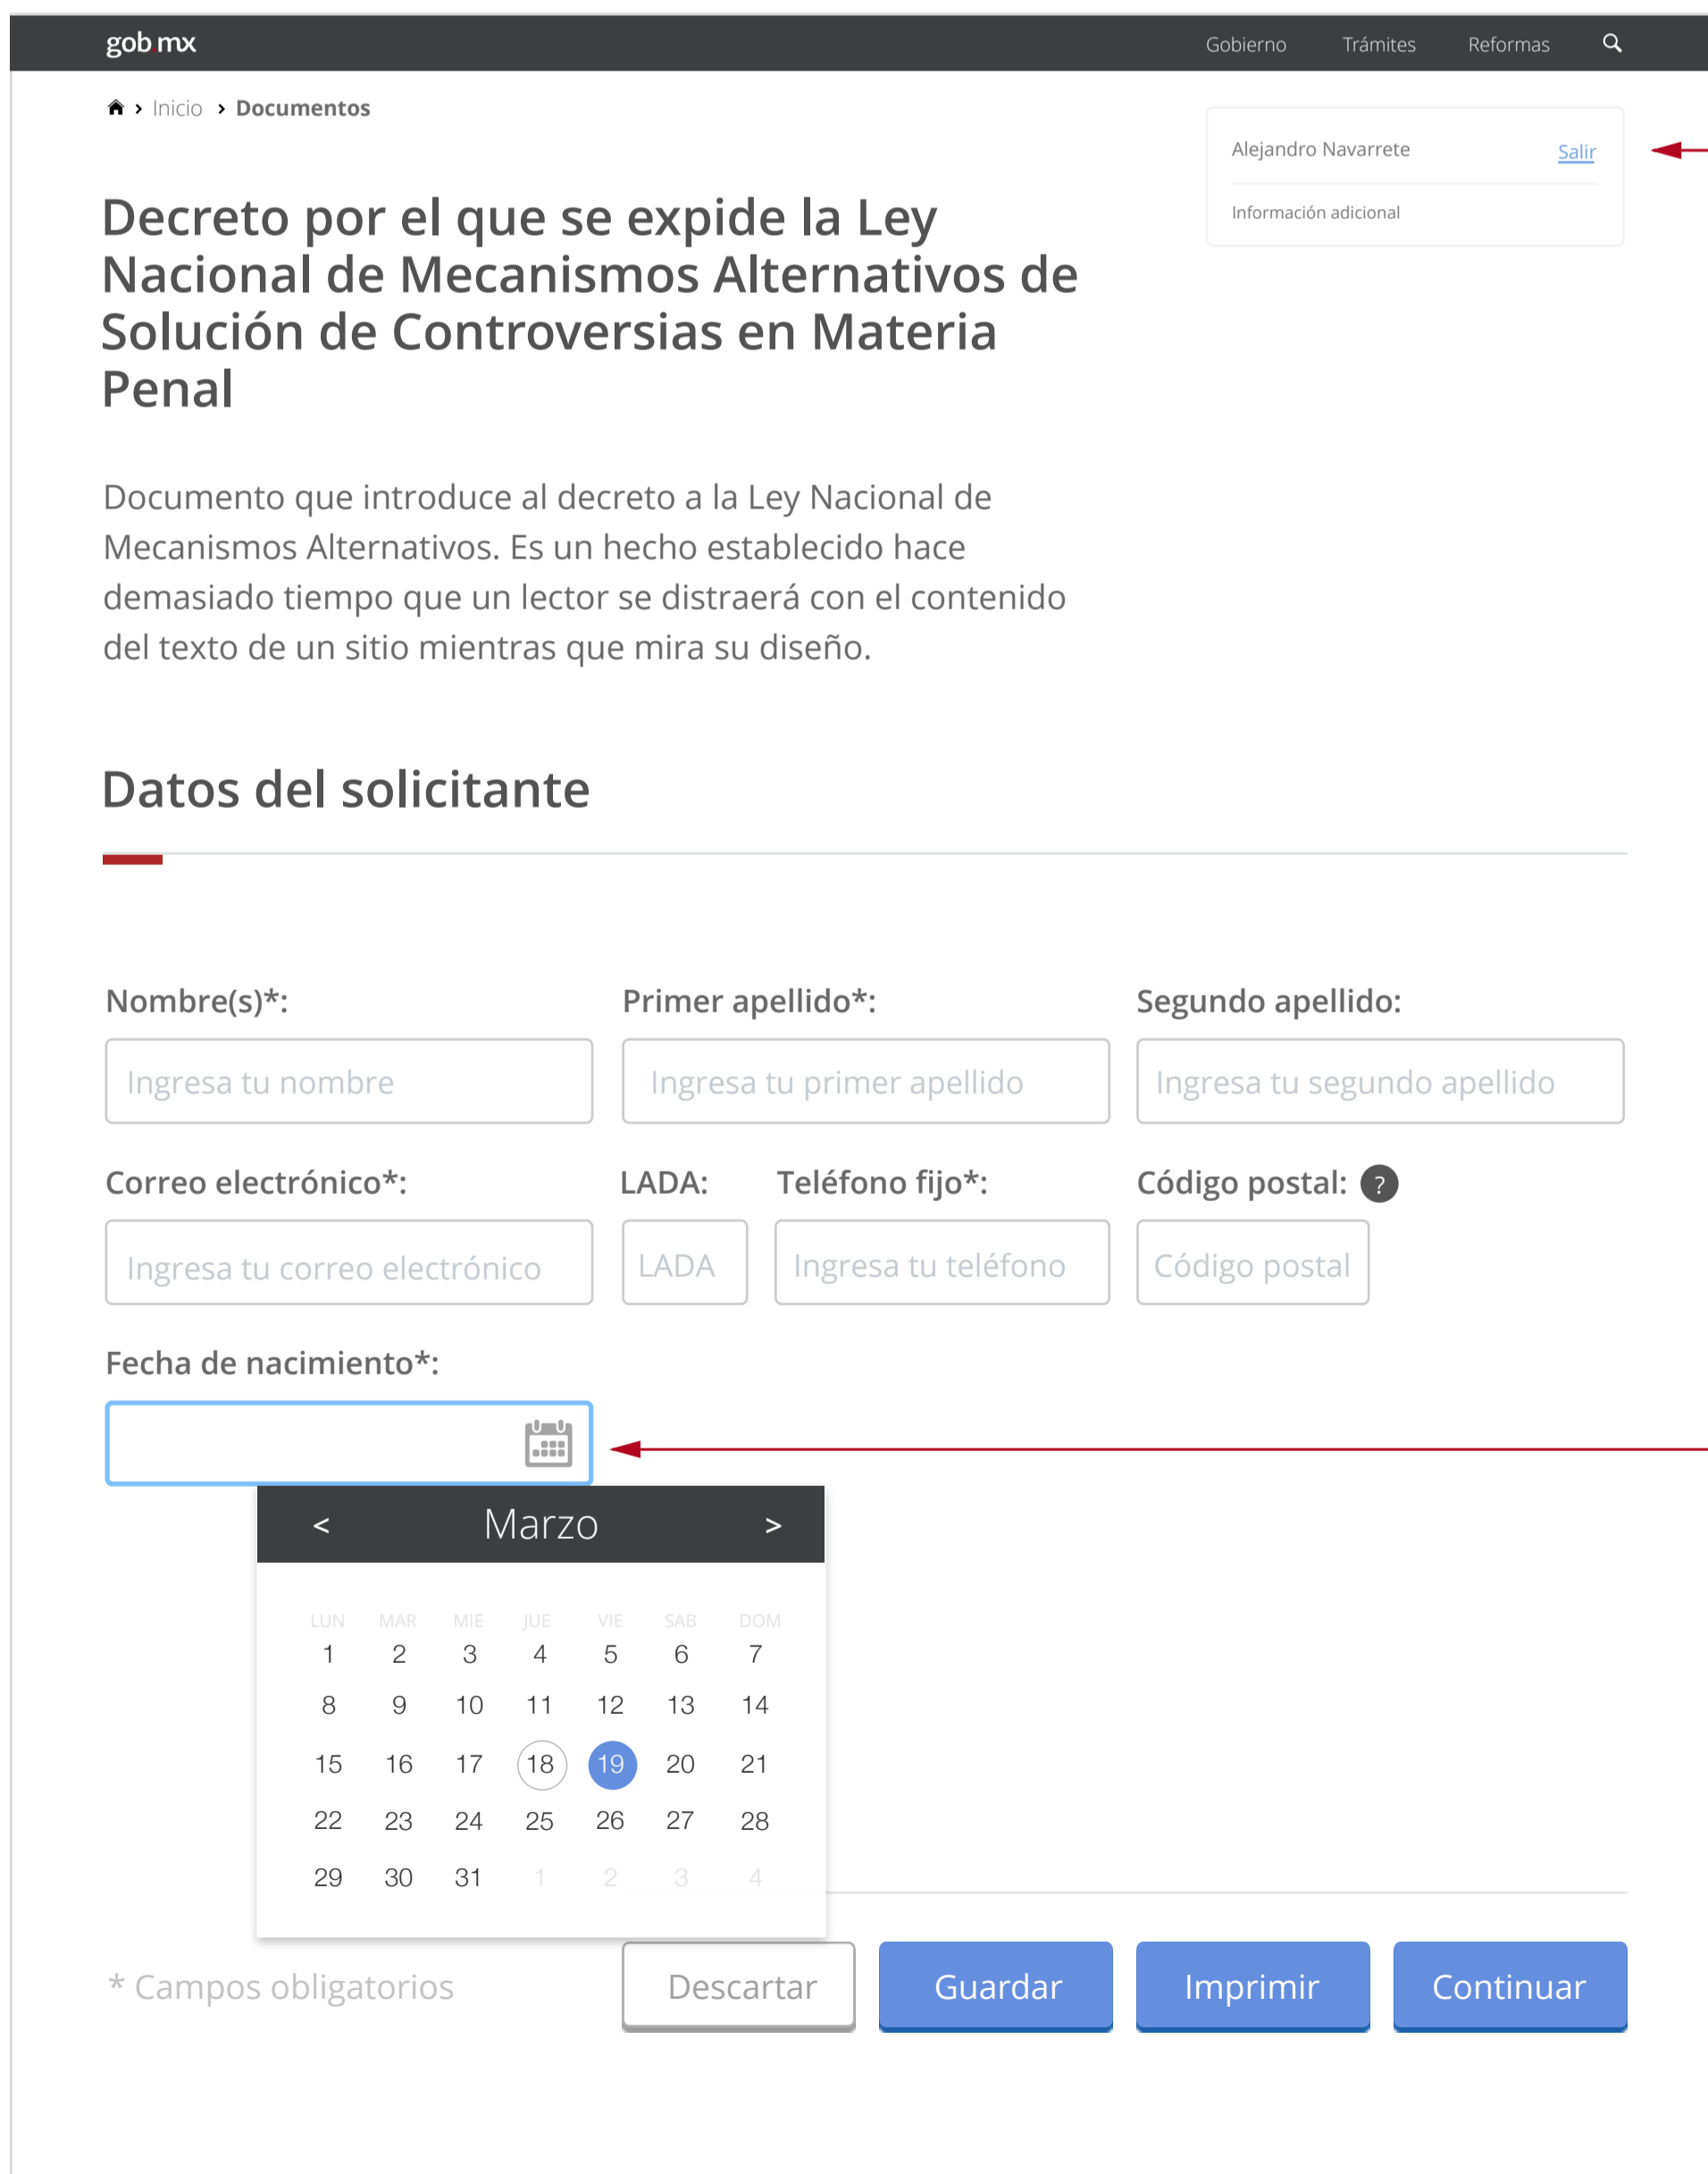 gob mx
Gobierno Trámites Reformas
Inicio > Documentos
Alejandro Navarrete Salir
Información adicional
Decreto por el que se expide la Ley
Nacional de Mecanismos Alternativos de
Solución de Controversias en Materia
Penal
Documento que introduce al decreto a la Ley Nacional de
Mecanismos Alternativos. Es un hecho establecido hace
demasiado tiempo que un lector se distraerá con el contenido
del texto de un sitio mientras que mira su diseño.
Datos del solicitante
Nombre(s)*: Primer apellido*: Segundo apellido:
Ingresa tu nombre Ingresa tu primer apellido Ingresa tu segundo apellido
Correo electrónico*: LADA: Teléfono fijo*: Código postal: ?
Ingresa tu correo electrónico LADA Ingresa tu teléfono Código postal
Fecha de nacimiento*:
< Marzo >
LUN MAR MIE JUE VIE SAB DOM
1 2 3 4 5 6 7
8 9 10 11 12 13 14
15 16 17 18 19 20 21
22 23 24 25 26 27 28
29 30 31 1 2 3 4
* Campos obligatorios Descartar Guardar Imprimir Continuar